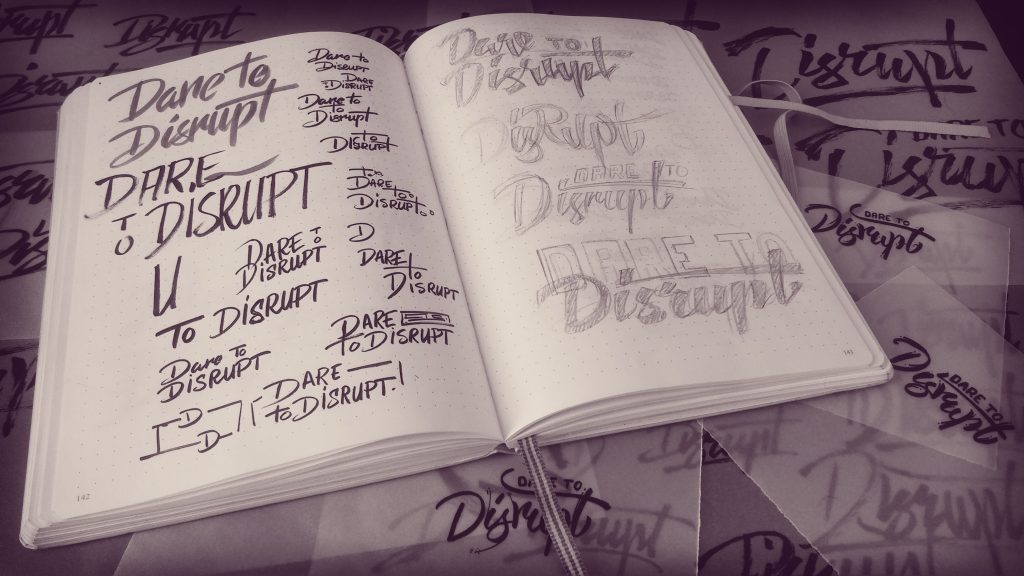 Dare to
Disrupt
DARE
TO
DISRUPT
U
DARE TO
DISRUPT
TO DISRUPT
Dare To
DISRUPT
D
D
DARE
to DISRUPT
142
Dare to
DISRUPT
DARE
DISRUPT
Dare to
To
Disrupt
to
DISRUPT
to
DARE
to
DISRUPT
D
DARE
to
DISRUPT
DARE
to DISRUPT
Dare TO
Disrupt
DisRupt
DARE TO
Disrupt
DARE TO
Disrupt
143
Disrupt
Disrupt
DARE TO
Disrupt
DARE TO
Disrupt
DARE TO
Disrupt
DARE TO
Disrupt
Disrupt